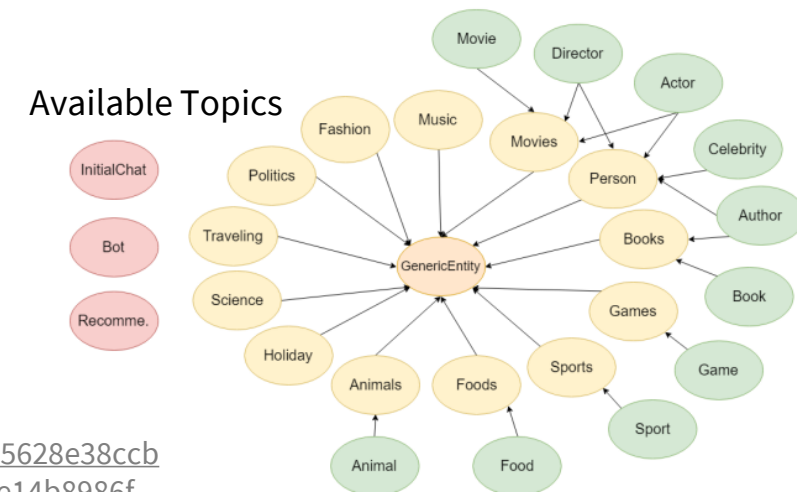 Available Topics
InitialChat
Bot
Recomme.
Movie
Director
Actor
Celebrity
Author
Book
Game
Sport
Food
Animal
Fashion
Music
Movies
Person
Politics
Traveling
Science
Holiday
Animals
Foods
Sports
Games
Books
GenericEntity
5628e38ccb
e14b8986f